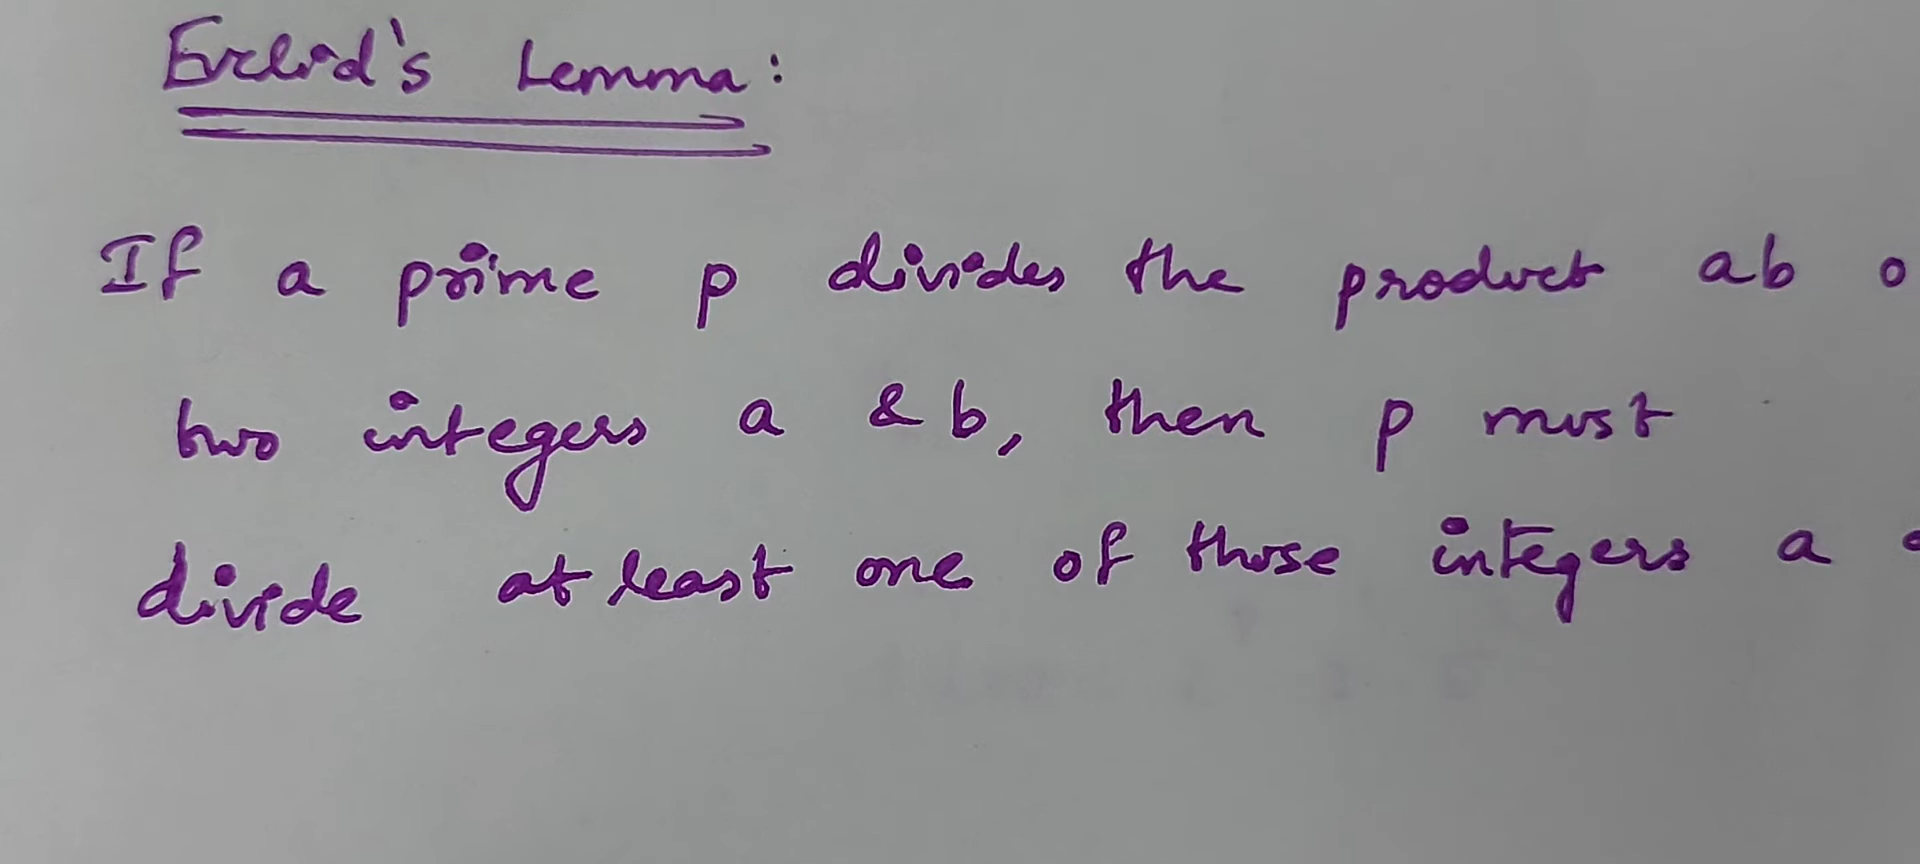 Euclid's Lemma:
If a prime p divides the product ab o
two integers a & b, then p must
divide at least one of those integers a